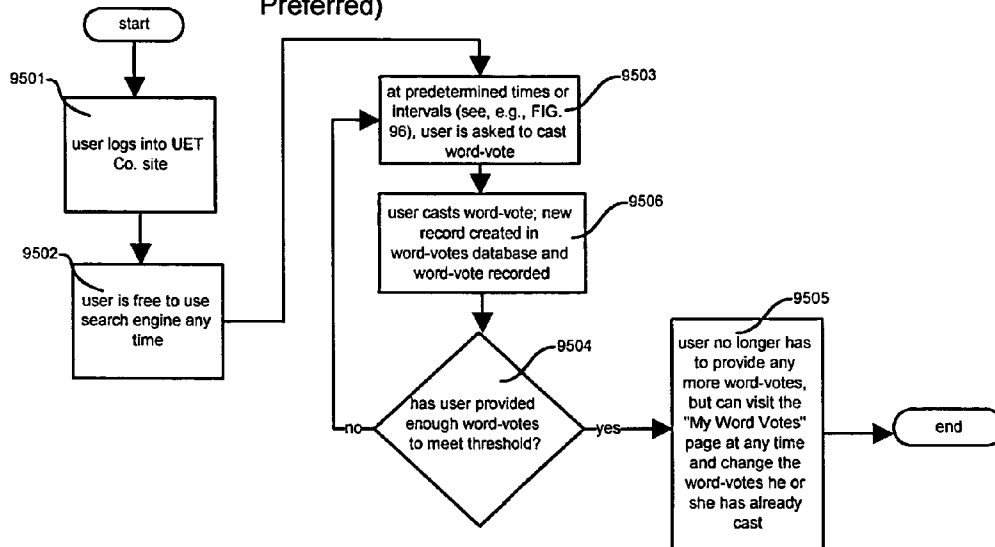 Preferred)
start
9501
user logs into UET
Co. site
9502
user is free to use
search engine any
time
9503
at predetermined times or
intervals (see, e.g., FIG.
96), user is asked to cast
word-vote
9506
user casts word-vote; new
record created in
word-votes database and
word-vote recorded
9504
has user provided
enough word-votes
to meet threshold?
no
yes
9505
user no longer has
to provide any
more word-votes,
but can visit the
"My Word Votes"
page at any time
and change the
word-votes he or
she has already
cast
end